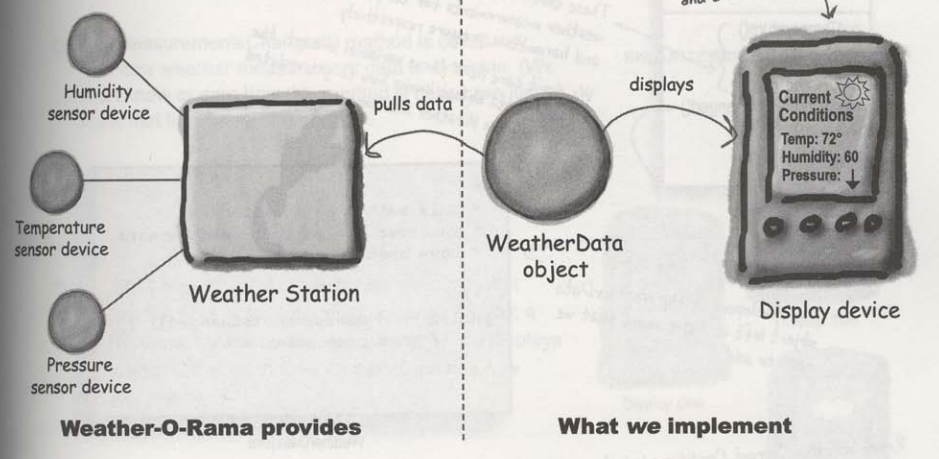 Humidity
sensor device
Temperature
sensor device
Pressure
sensor device
Weather Station
pulls data
WeatherData
object
displays
Current
Conditions
Temp: 72°
Humidity: 60
Pressure:
Display device
Weather-O-Rama provides
What we implement